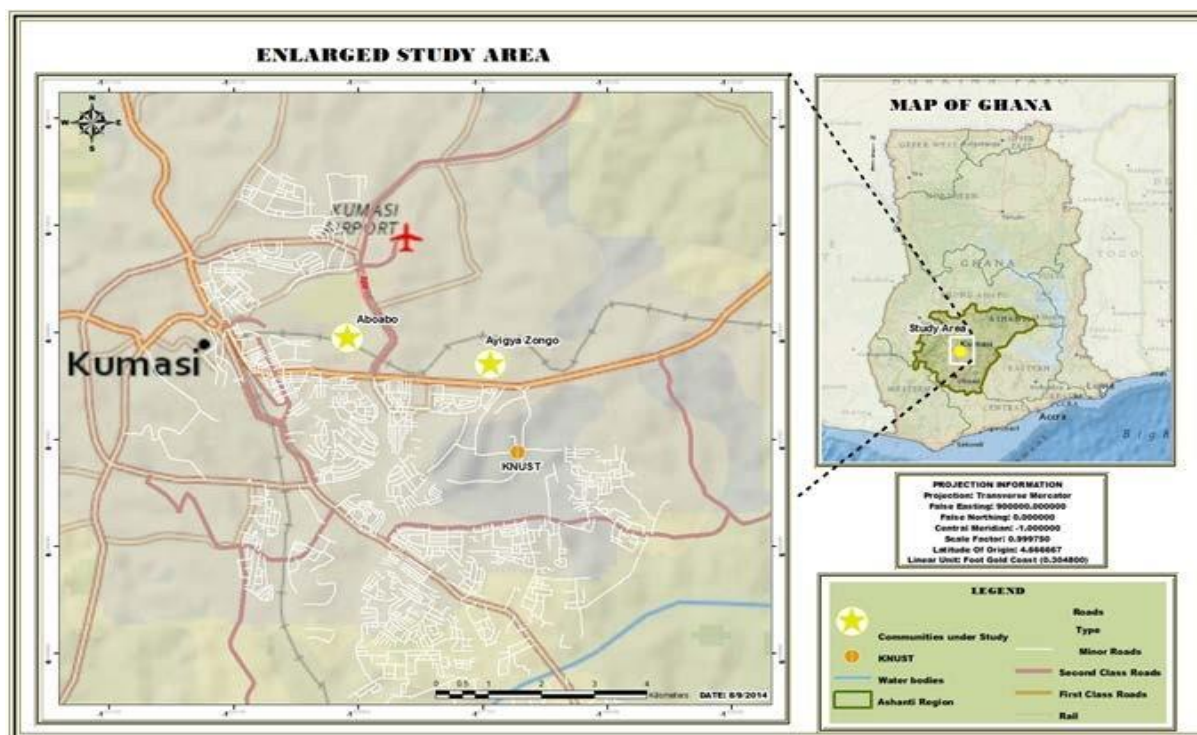 ENLARGED STUDY AREA
N
W
E
S
KUMASI
AIRPORT
Aboabo
Ayigya Zongo
Kumasi
KNUST
0 0.5 1 2 3 4
Kilometers
DATE: 8/9/2014
MAP OF GHANA
GHANA
TOGO
Study Area
Kumasi
Accra
PROJECTION INFORMATION
Projection: Transverse Mercator
False Easting: 900000.000000
False Northing: 0.000000
Central Meridian: -1.000000
Scale Factor: 0.999750
Latitude Of Origin: 4.666667
Linear Unit: Foot Gold Coast (0.304800)
LEGEND
Communities under Study
KNUST
Water bodies
Ashanti Region
Roads
Type
Minor Roads
Second Class Roads
First Class Roads
Rail